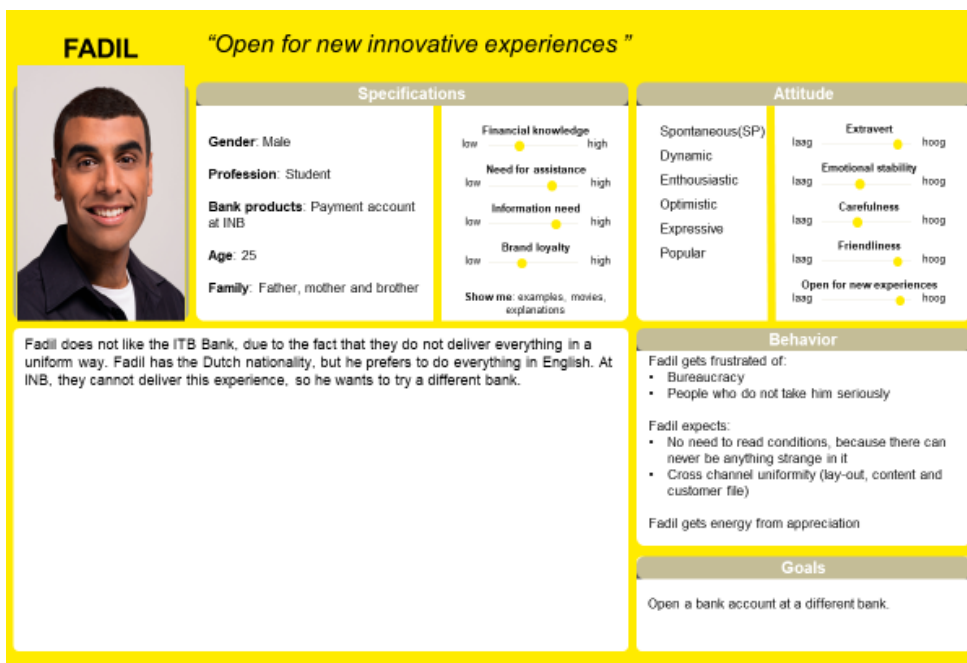 FADIL
“Open for new innovative experiences ”
Specifications
Gender: Male
Profession: Student
Bank products: Payment account
at INB
Age: 25
Family: Father, mother and brother
Financial knowledge
low high
Need for assistance
low high
Information need
low high
Brand loyalty
low high
Show me: examples, movies,
explanations
Attitude
Spontaneous(SP)
Dynamic
Enthousiastic
Optimistic
Expressive
Popular
Extravert
laag hoog
Emotional stability
laag hoog
Carefulness
laag hoog
Friendliness
laag hoog
Open for new experiences
laag hoog
Fadil does not like the ITB Bank, due to the fact that they do not deliver everything in a
uniform way. Fadil has the Dutch nationality, but he prefers to do everything in English. At
INB, they cannot deliver this experience, so he wants to try a different bank.
Behavior
Fadil gets frustrated of:
• Bureaucracy
• People who do not take him seriously
Fadil expects:
• No need to read conditions, because there can
never be anything strange in it
• Cross channel uniformity (lay-out, content and
customer file)
Fadil gets energy from appreciation
Goals
Open a bank account at a different bank.